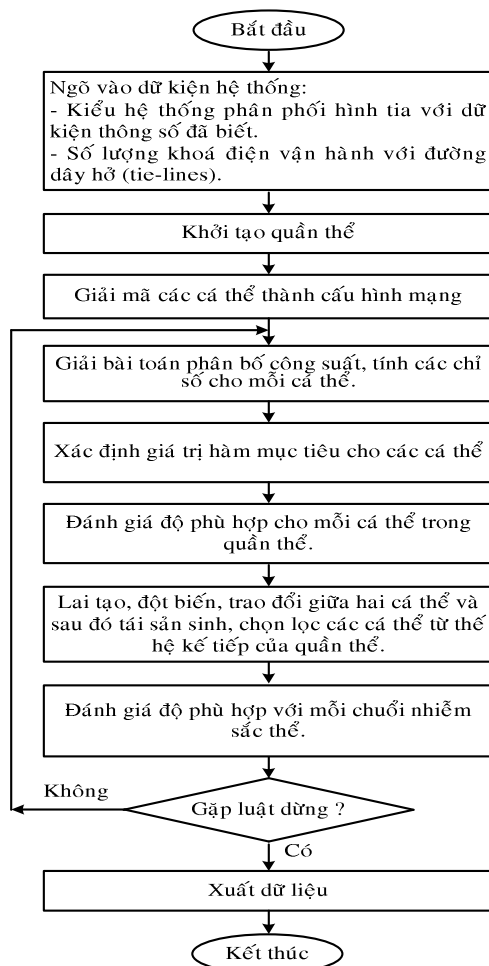 Bắt đầu
Ngõ vào dữ kiện hệ thống:
- Kiểu hệ thống phân phối hình tia với dữ
kiện thông số đã biết.
- Số lượng khoá điện vận hành với đường
dây hở (tie-lines).
Khởi tạo quần thể
Giải mã các cá thể thành cấu hình mạng
Giải bài toán phân bố công suất, tính các chỉ
số cho mỗi cá thể.
Xác định giá trị hàm mục tiêu cho các cá thể
Đánh giá độ phù hợp cho mỗi cá thể trong
quần thể.
Lai tạo, đột biến, trao đổi giữa hai cá thể và
sau đó tái sản sinh, chọn lọc các cá thể từ thế
hệ kế tiếp của quần thể.
Đánh giá độ phù hợp với mỗi chuổi nhiễm
sắc thể.
Không
Gặp luật dừng ?
Có
Xuất dữ liệu
Kết thúc